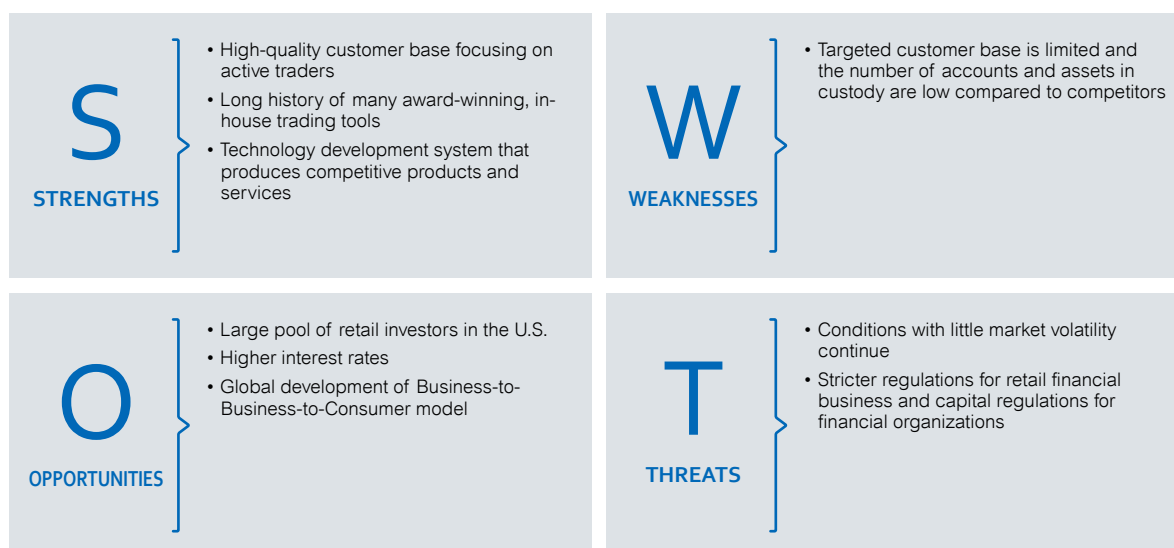 S
STRENGTHS
• High-quality customer base focusing on
active traders
• Long history of many award-winning, in-
house trading tools
• Technology development system that
produces competitive products and
services
W
WEAKNESSES
• Targeted customer base is limited and
the number of accounts and assets in
custody are low compared to competitors
O
OPPORTUNITIES
• Large pool of retail investors in the U.S.
• Higher interest rates
• Global development of Business-to-
Business-to-Consumer model
T
THREATS
• Conditions with little market volatility
continue
• Stricter regulations for retail financial
business and capital regulations for
financial organizations